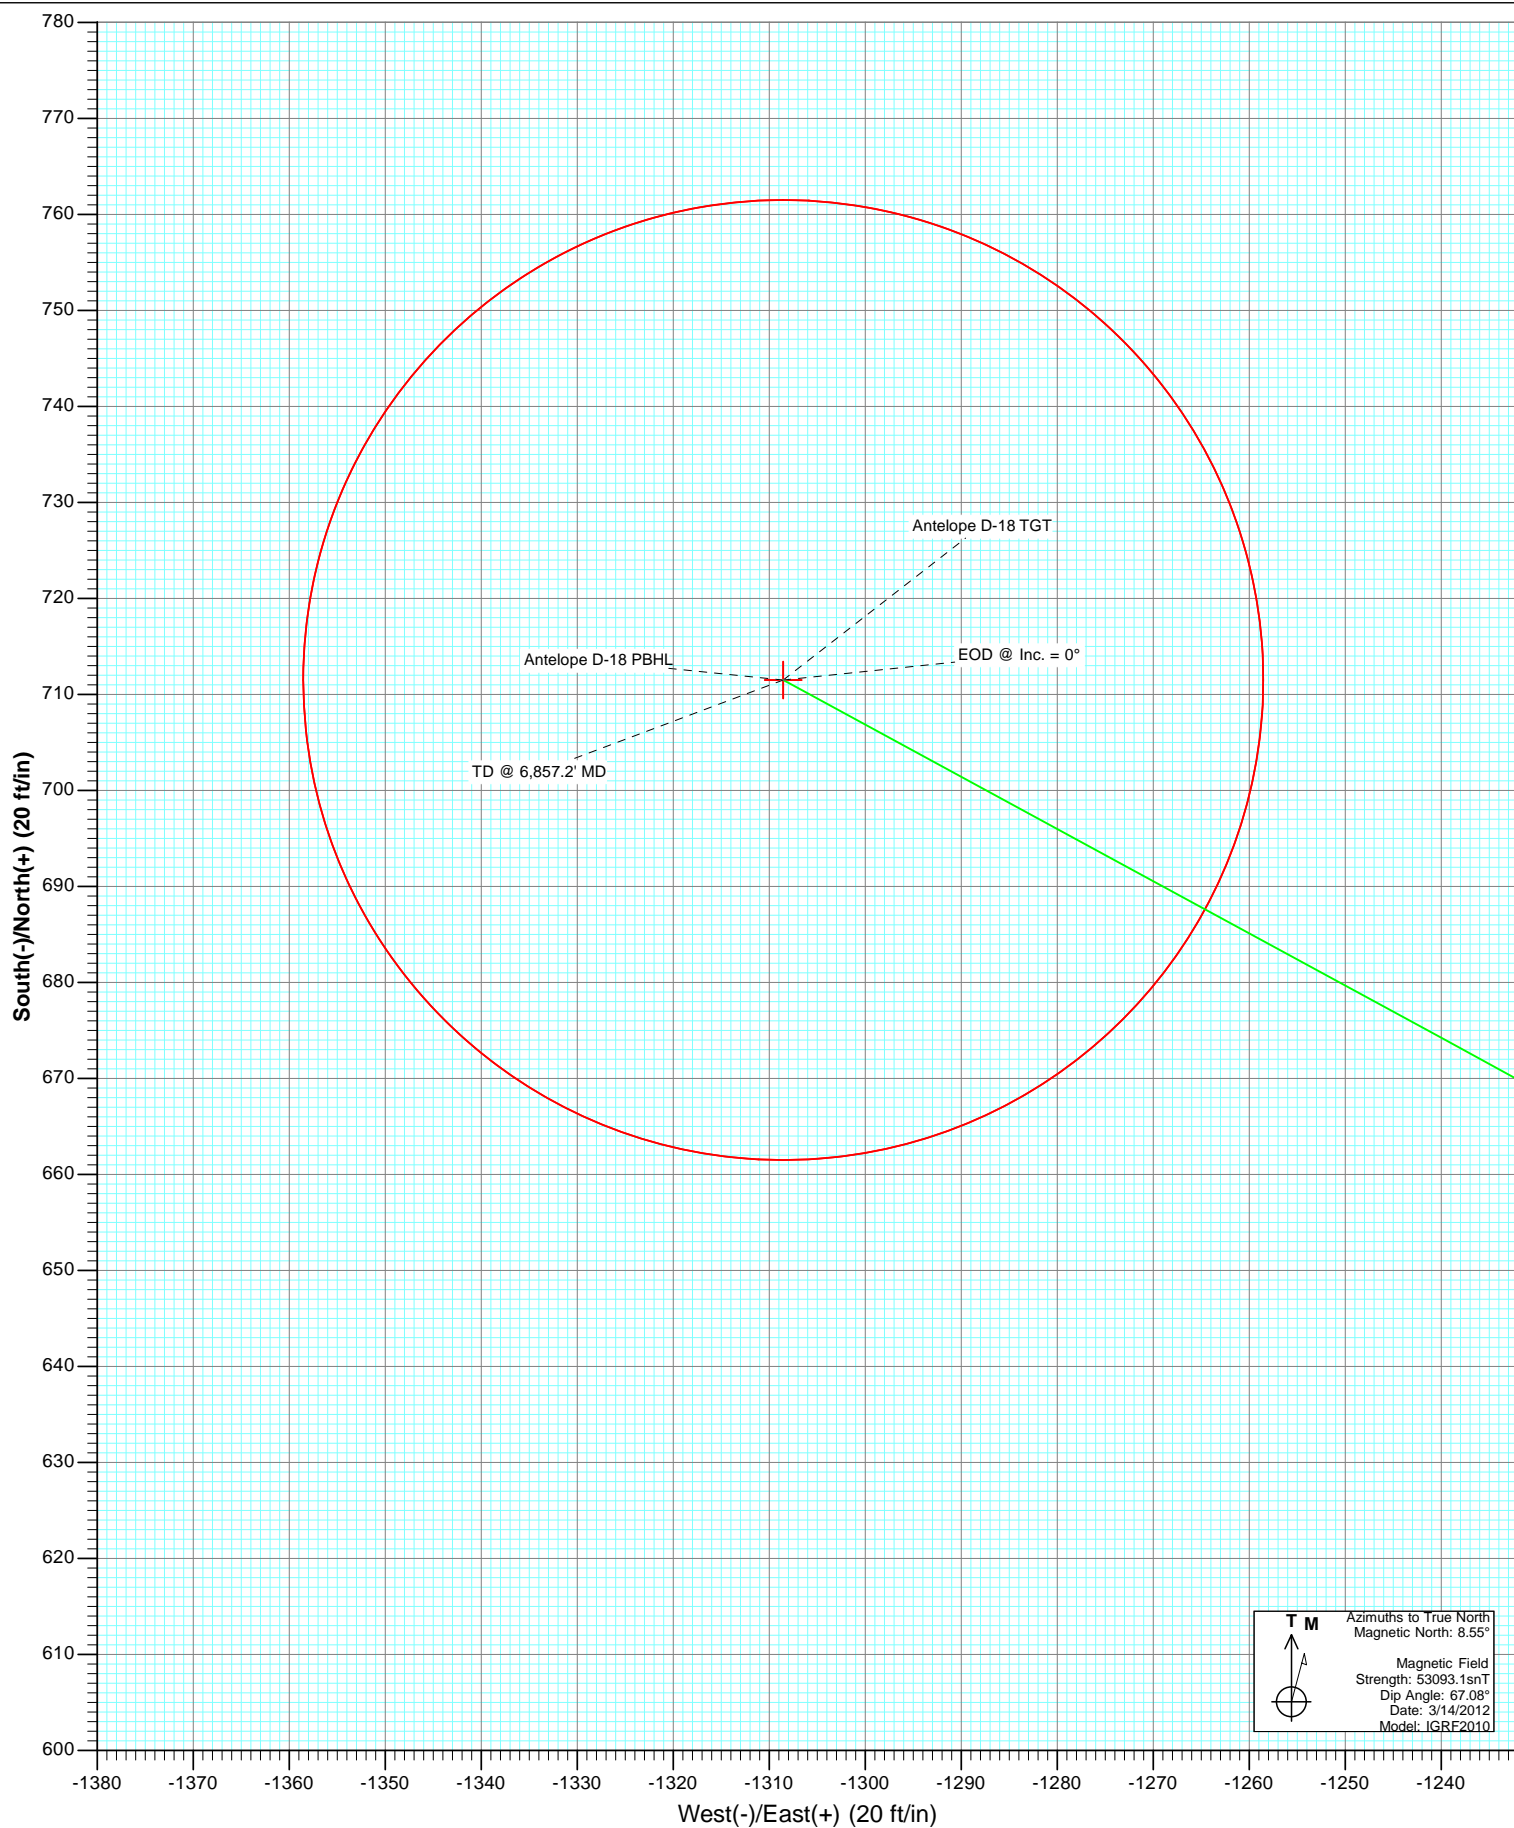 780
770
760
750
740
730
720
710
700
690
680
670
660
650
640
630
620
610
600
South(-)/North(+) (20 ft/in)
Antelope D-18 TGT
EOD @ Inc. = 0°
Antelope D-18 PBHL
TD @ 6,857.2' MD
T M
Azimuths to True North
Magnetic North: 8.55°
Magnetic Field
Strength: 53093.1snT
Dip Angle: 67.08°
Date: 3/14/2012
Model: IGRF2010
-1380 -1370 -1360 -1350 -1340 -1330 -1320 -1310 -1300 -1290 -1280 -1270 -1260 -1250 -1240
West(-)/East(+) (20 ft/in)